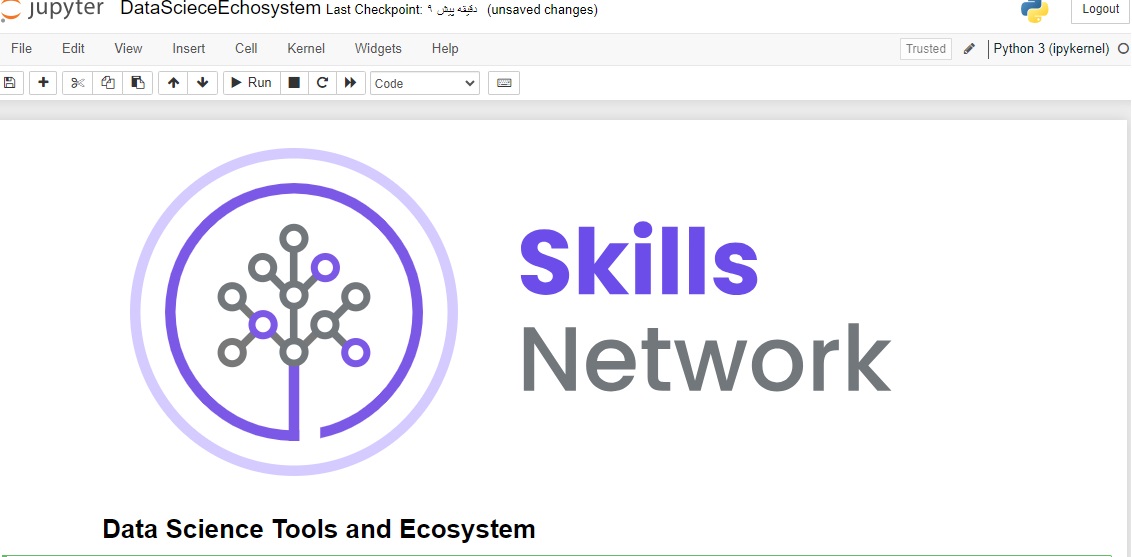 jupyter DataScieceEchosystem Last Checkpoint: ۹ دقیقه پیش (unsaved changes) Logout
File Edit View Insert Cell Kernel Widgets Help Trusted Python 3 (ipykernel)
Run Code
Skills
Network
Data Science Tools and Ecosystem